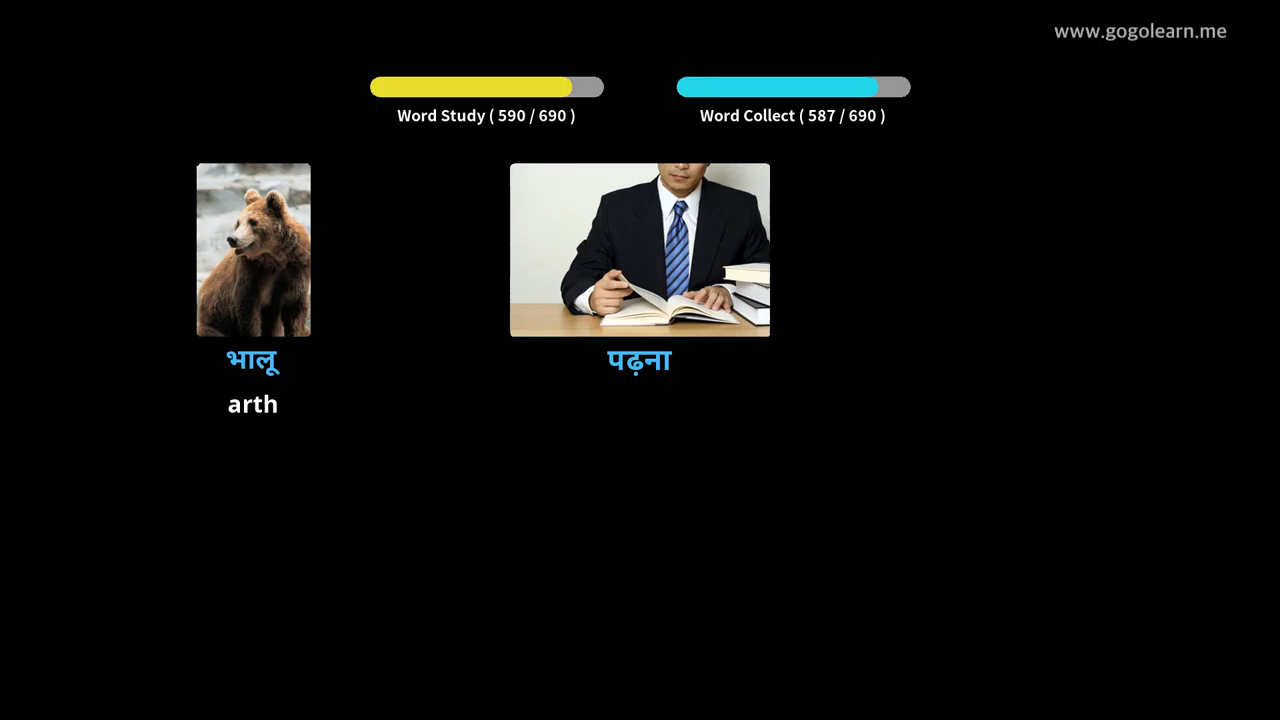 www.gogolearn.me
Word Study ( 590 / 690 )
Word Collect ( 587 / 690 )
भालू
पढ़ना
arth